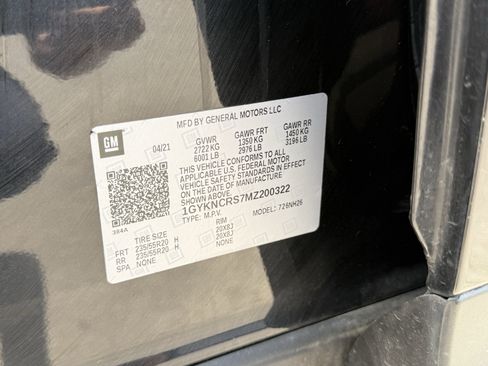 MFD BY GENERAL MOTORS LLC
GM
04/21
GVWR GAWR FRT GAWR RR
2722 KG 1350 KG 1450 KG
6001 LB 2976 LB 3196 LB
THIS VEHICLE CONFORMS TO ALL
APPLICABLE U.S. FEDERAL MOTOR
VEHICLE SAFETY STANDARDS IN EFFECT
ON THE DATE OF MANUFACTURE
1GYKNCRS7MZ200322
TYPE: M.P.V. MODEL: 726NH26
384A
TIRE SIZE RIM
FRT 235/55R20 H 20X8J
RR 235/55R20 H 20X8J
SPA NONE NONE